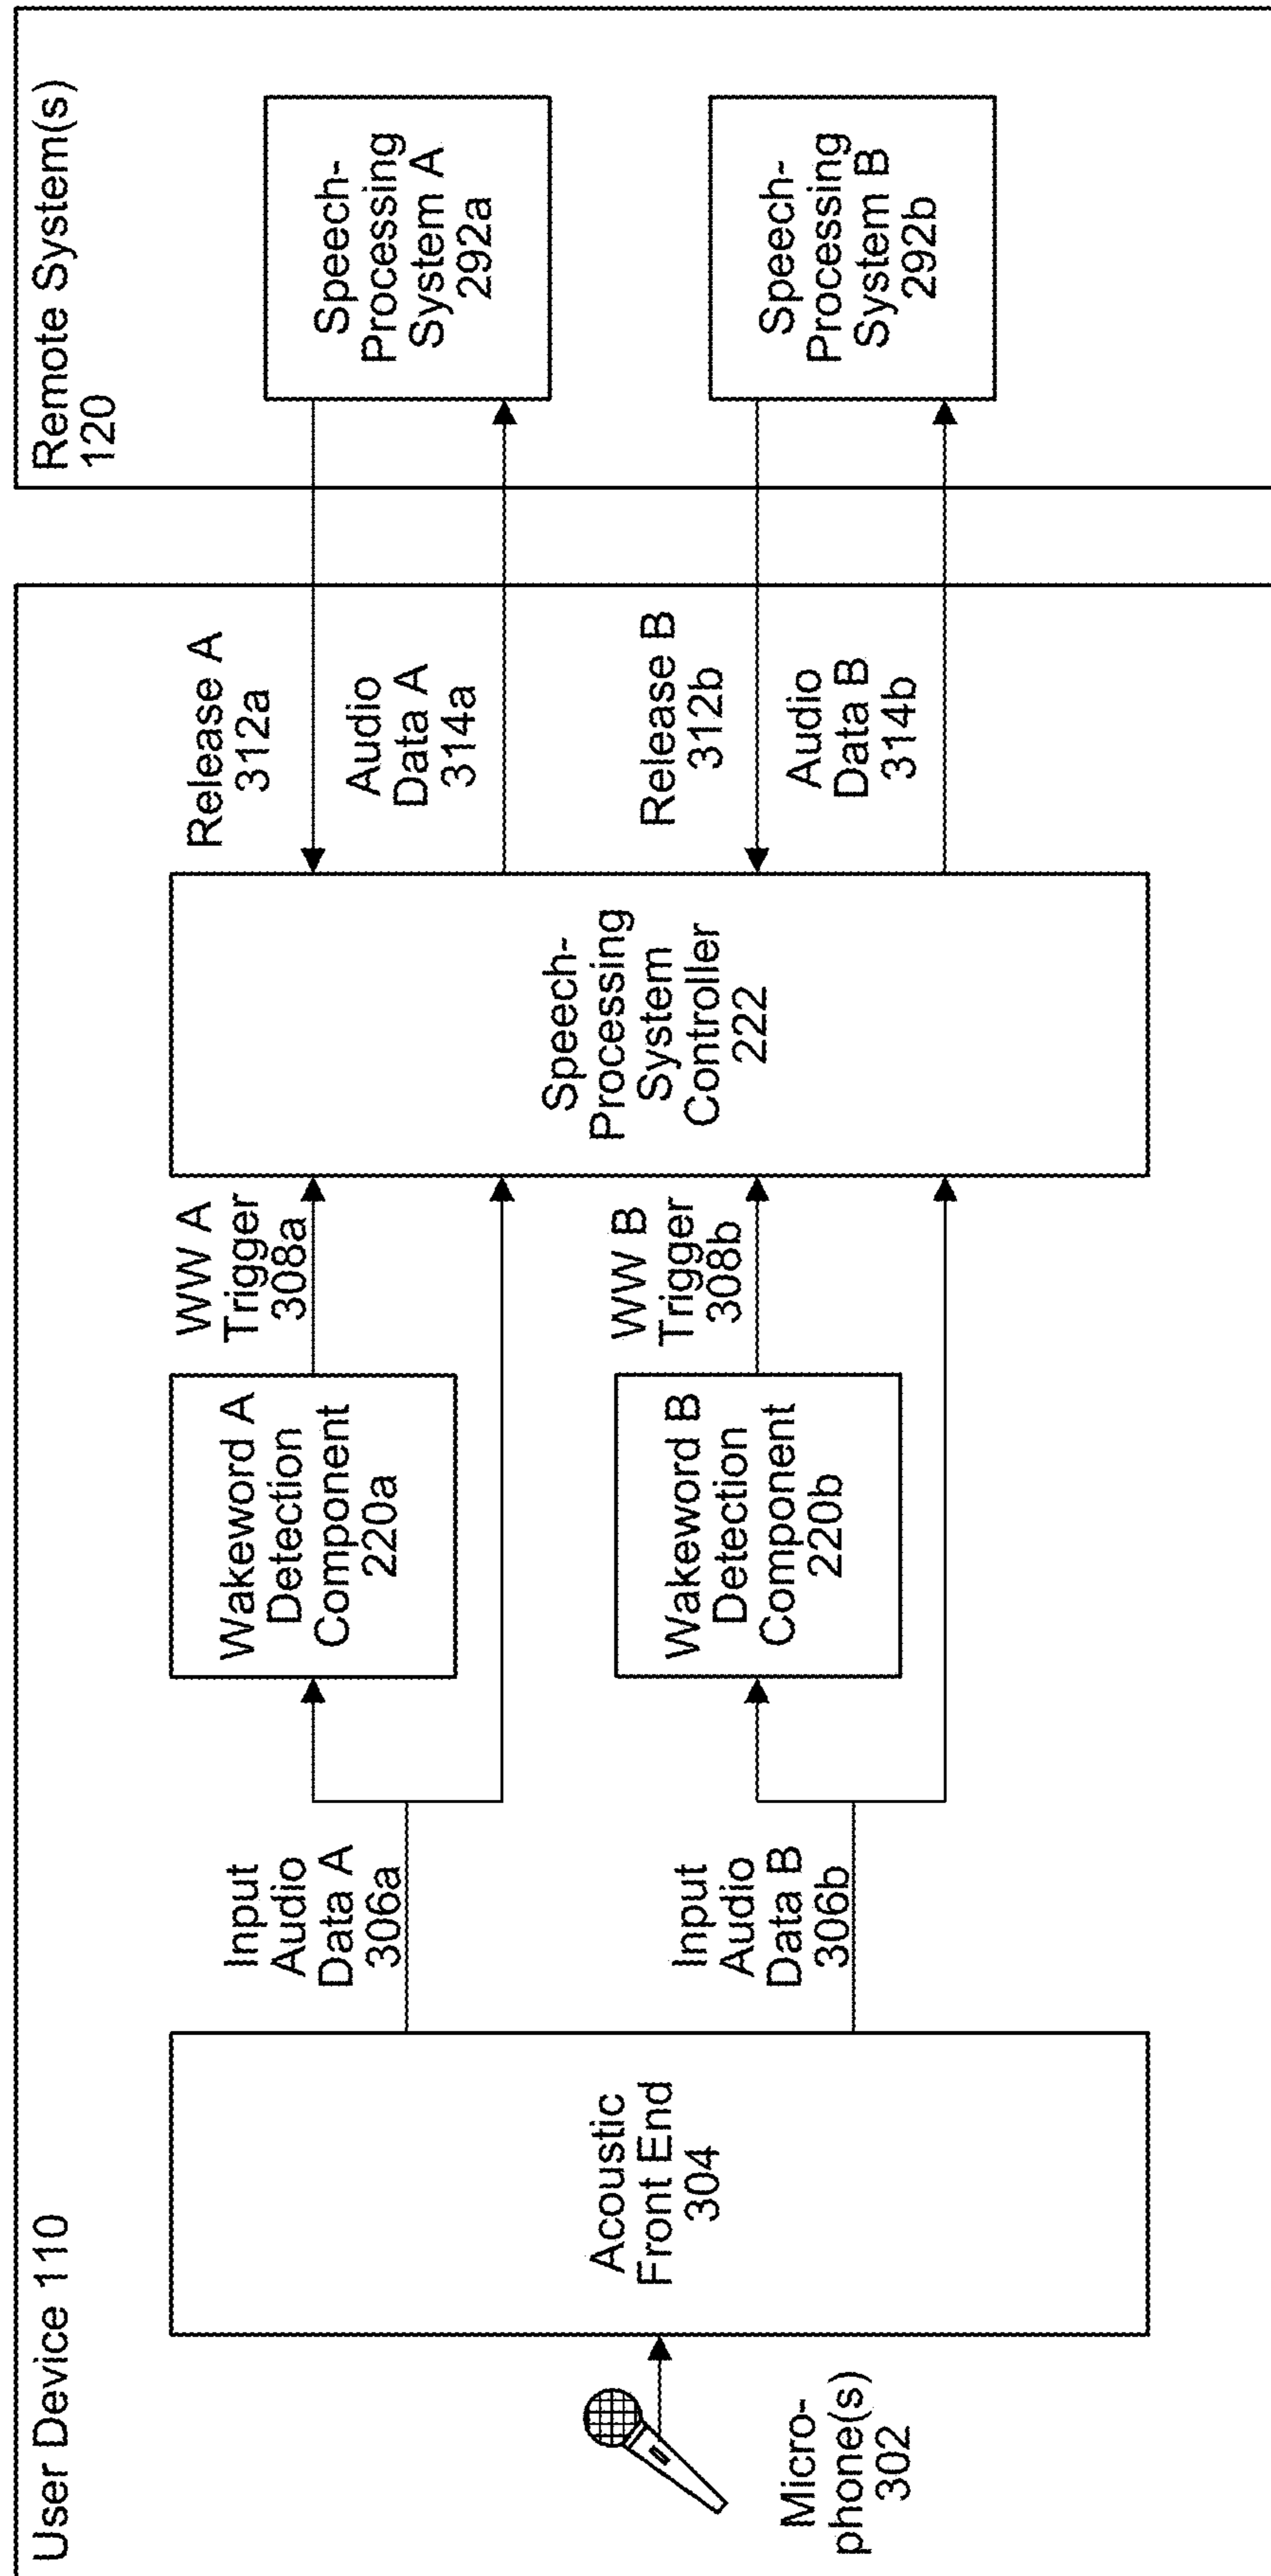 User Device 110
Micro-
phone(s)
302
Acoustic
Front End
304
Input
Audio
Data A
306a
Input
Audio
Data B
306b
Wakeword A
Detection
Component
220a
Wakeword B
Detection
Component
220b
WW A
Trigger
308a
WW B
Trigger
308b
Speech-
Processing
System
Controller
222
Release A
312a
Audio
Data A
314a
Release B
312b
Audio
Data B
314b
Remote System(s)
120
Speech-
Processing
System A
292a
Speech-
Processing
System B
292b